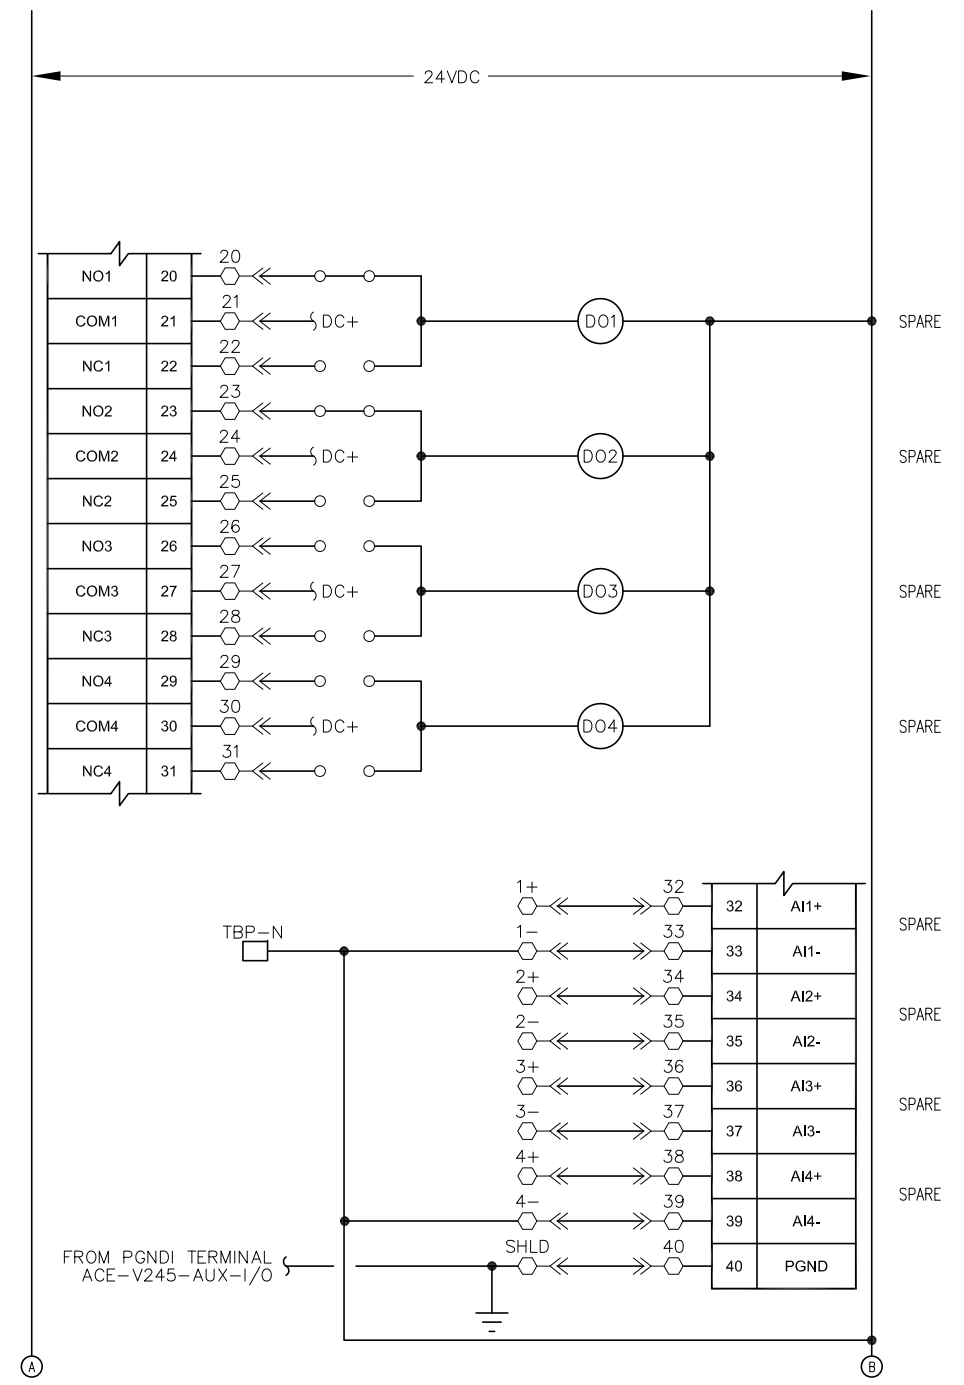 24VDC
20
NO1 20
21
COM1 21 DC+ DO1 SPARE
22
NC1 22
23
NO2 23
24
COM2 24 DC+ DO2 SPARE
25
NC2 25
26
NO3 26
27
COM3 27 DC+ DO3 SPARE
28
NC3 28
29
NO4 29
30
COM4 30 DC+ DO4 SPARE
31
NC4 31
1+ 32
32 AI1+
SPARE
TBP-N 1- 33
33 AI1-
2+ 34
34 AI2+
SPARE
2- 35
35 AI2-
3+ 36
36 AI3+
SPARE
3- 37
37 AI3-
4+ 38
38 AI4+
SPARE
4- 39
39 AI4-
SHLD 40
40 PGND
FROM PGNDI TERMINAL
ACE-V245-AUX-I/O
A B